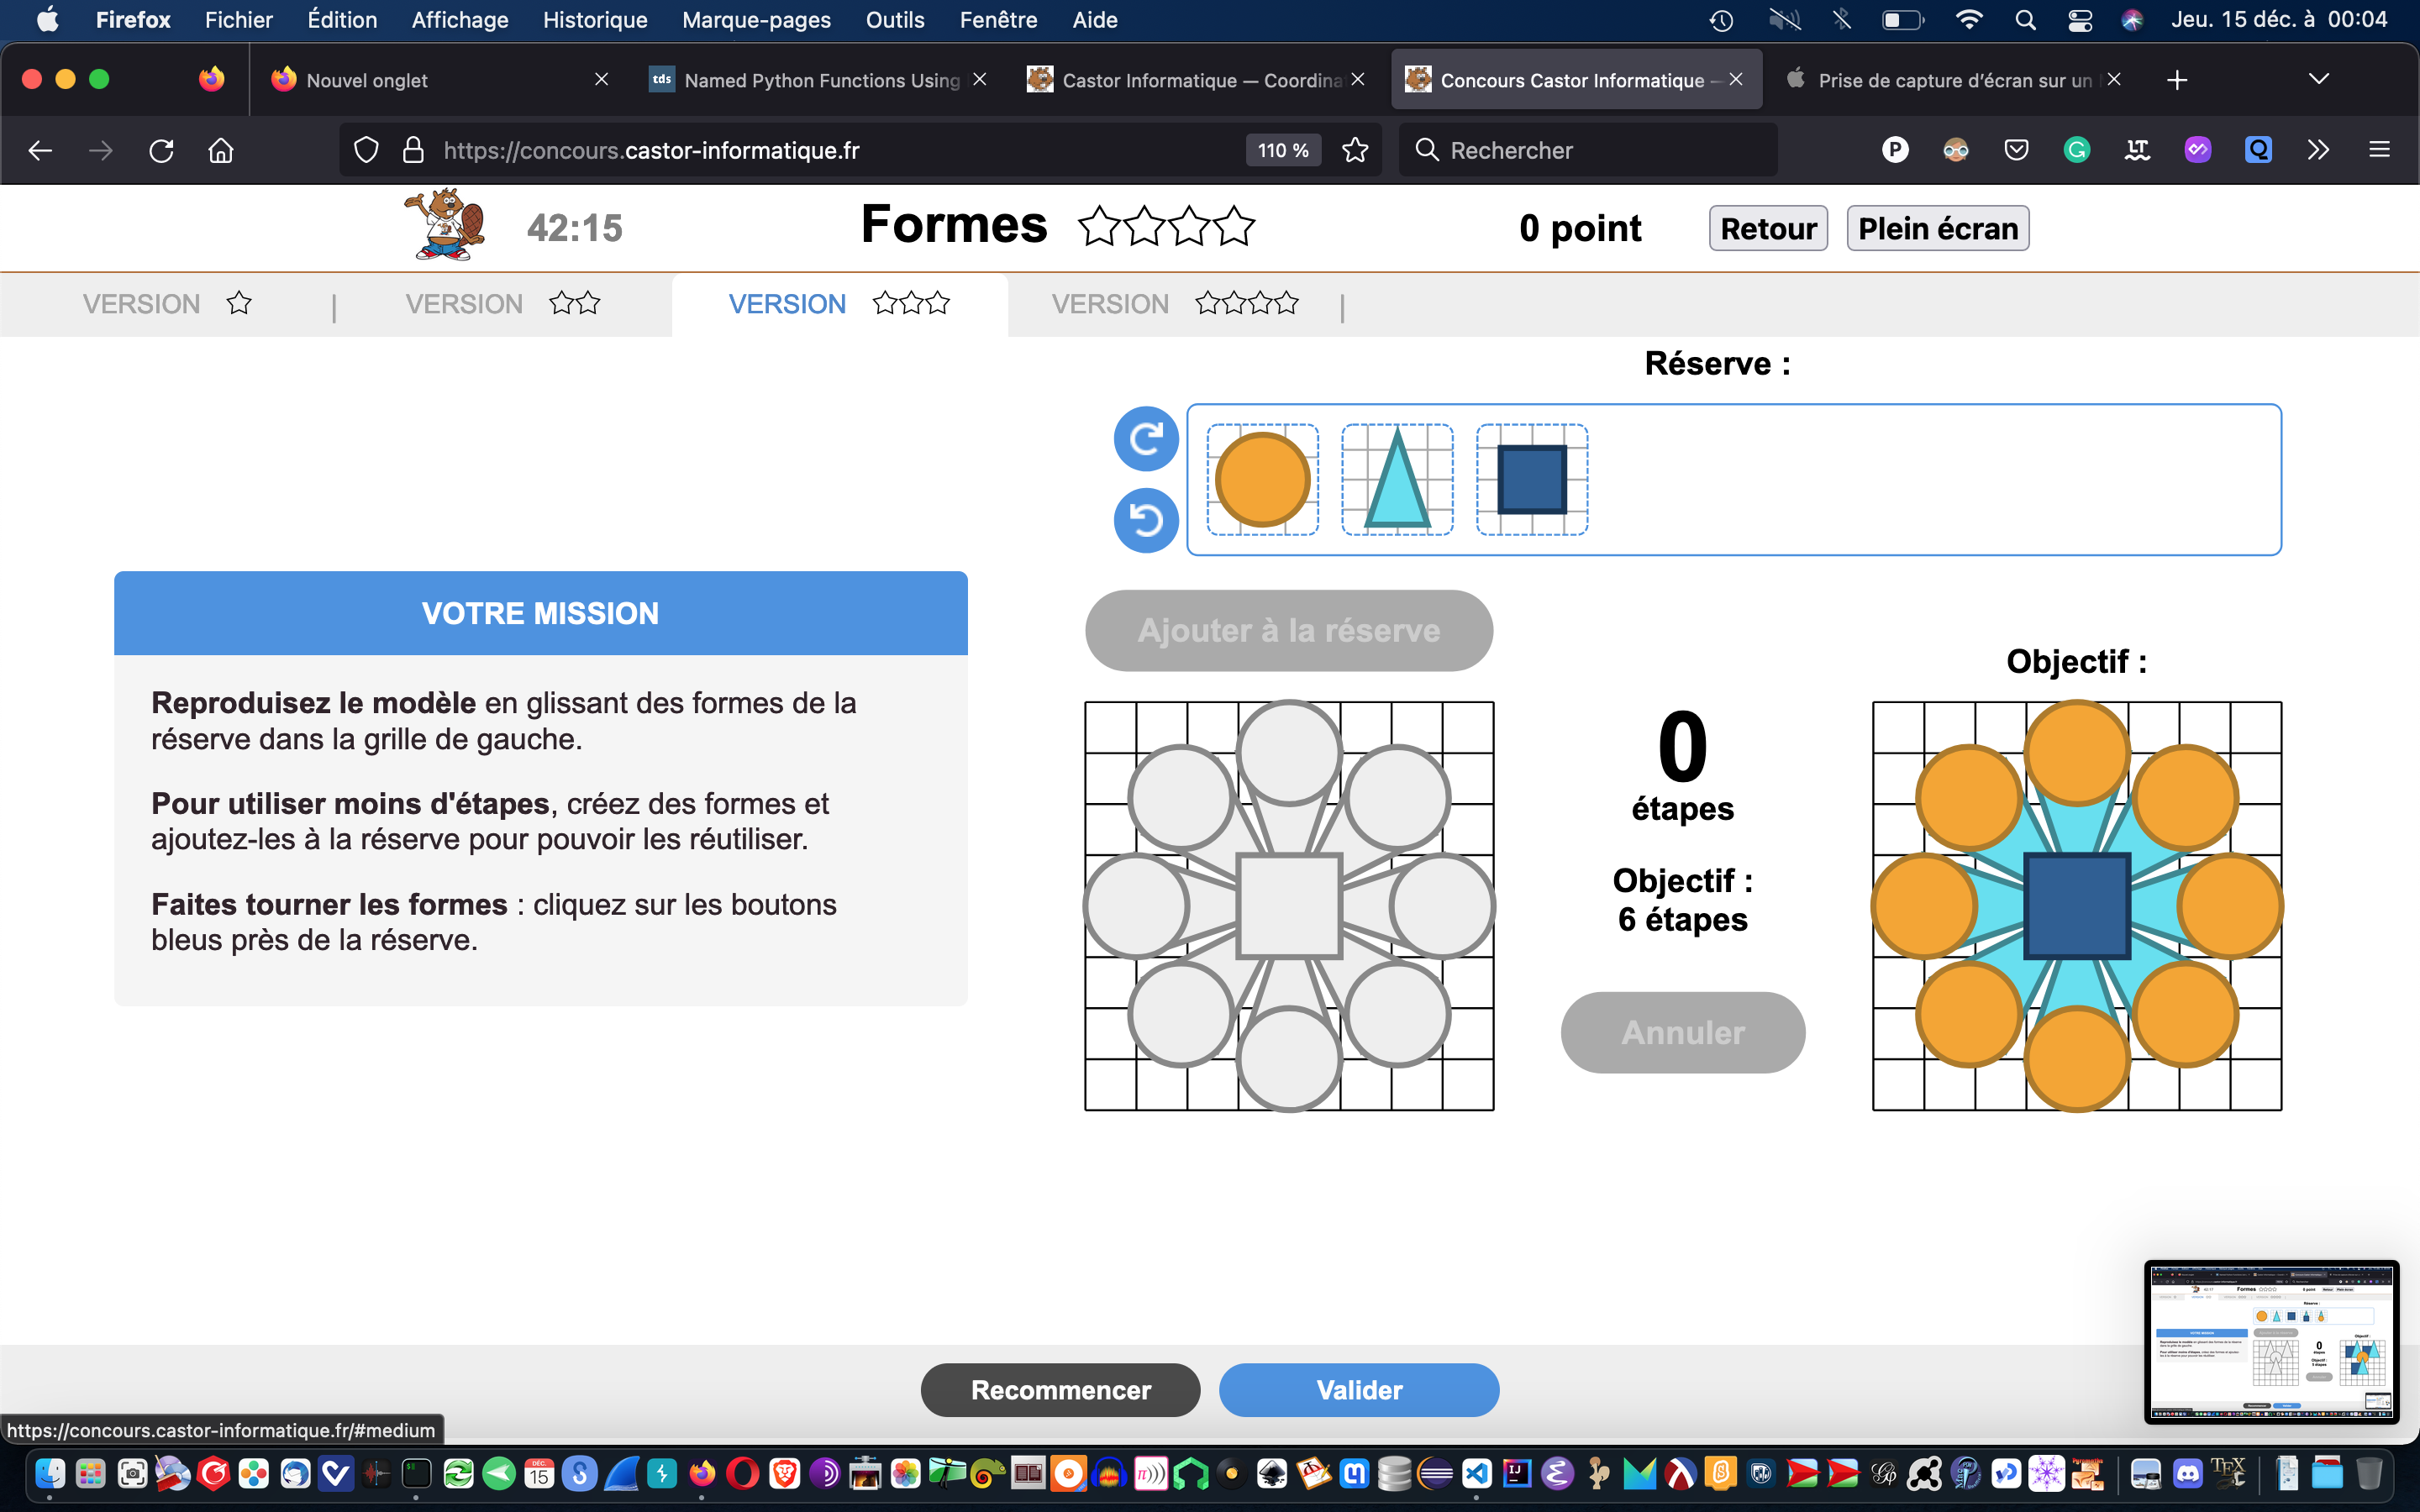 Firefox Fichier Édition Affichage Historique Marque-pages Outils Fenêtre Aide Jeu. 15 déc. à 00:04
Nouvel onglet
tds Named Python Functions Using
Castor Informatique — Coordina
Concours Castor Informatique —
Prise de capture d'écran sur un
https://concours.castor-informatique.fr 110 % Rechercher
42:15 Formes 0 point Retour Plein écran
VERSION | VERSION VERSION VERSION |
Réserve :
VOTRE MISSION
Reproduisez le modèle en glissant des formes de la
réserve dans la grille de gauche.
Pour utiliser moins d'étapes, créez des formes et
ajoutez-les à la réserve pour pouvoir les réutiliser.
Faites tourner les formes : cliquez sur les boutons
bleus près de la réserve.
Ajouter à la réserve
0
étapes
Objectif :
6 étapes
Annuler
Objectif :
Recommencer Valider
https://concours.castor-informatique.fr/#medium
DÉC.
15